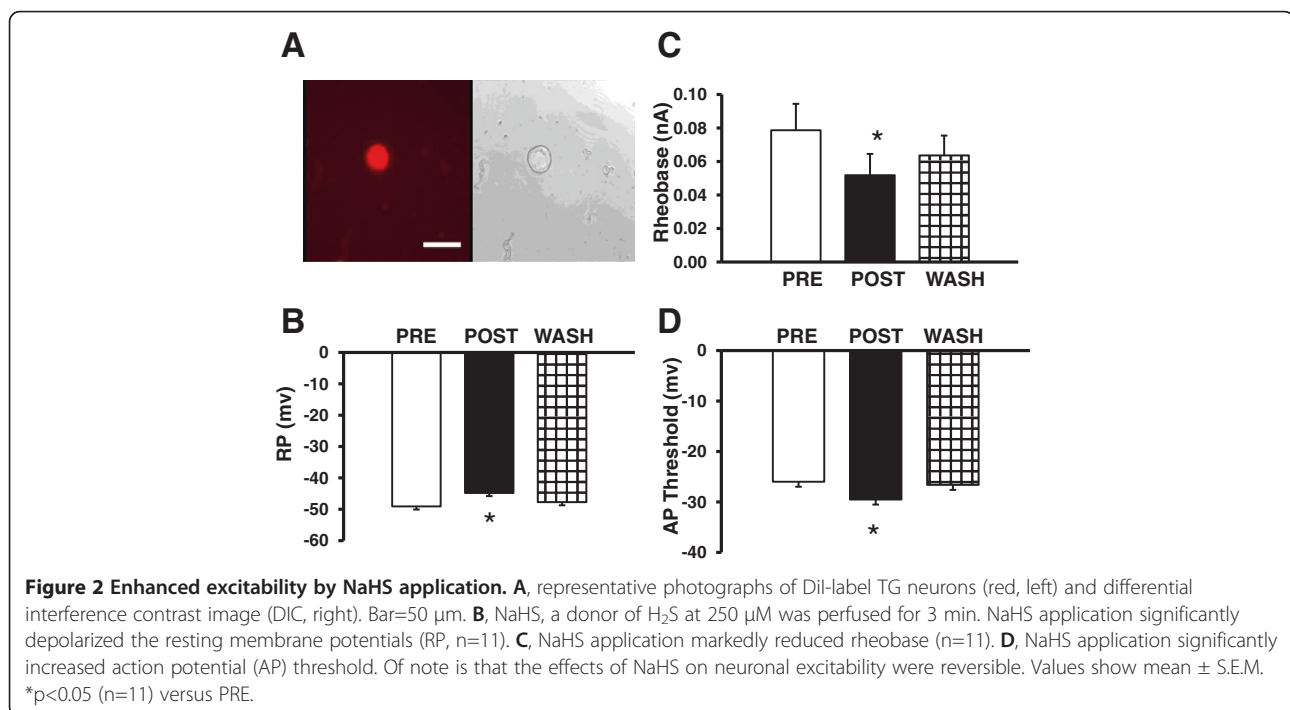 A
C
Rheobase (nA)
0.10
0.08
0.06
0.04
0.02
0.00
*
PRE POST WASH
B
PRE POST WASH
RP (mv)
0
-10
-20
-30
-40
-50
-60
*
D
PRE POST WASH
AP Threshold (mv)
0
-10
-20
-30
-40
*
Figure 2 Enhanced excitability by NaHS application. A, representative photographs of DiI-label TG neurons (red, left) and differential
interference contrast image (DIC, right). Bar=50 μm. B, NaHS, a donor of H₂S at 250 μM was perfused for 3 min. NaHS application significantly
depolarized the resting membrane potentials (RP, n=11). C, NaHS application markedly reduced rheobase (n=11). D, NaHS application significantly
increased action potential (AP) threshold. Of note is that the effects of NaHS on neuronal excitability were reversible. Values show mean ± S.E.M.
*p<0.05 (n=11) versus PRE.